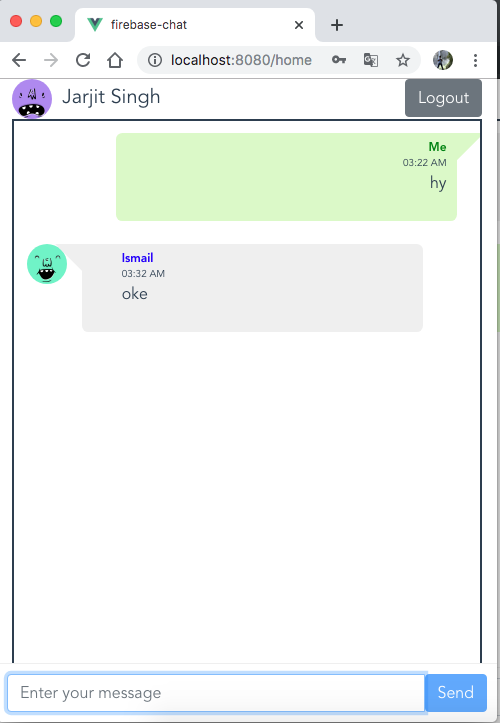 firebase-chat
localhost:8080/home
Jarjit Singh
Logout
Me
03:22 AM
hy
Ismail
03:32 AM
oke
Enter your message
Send